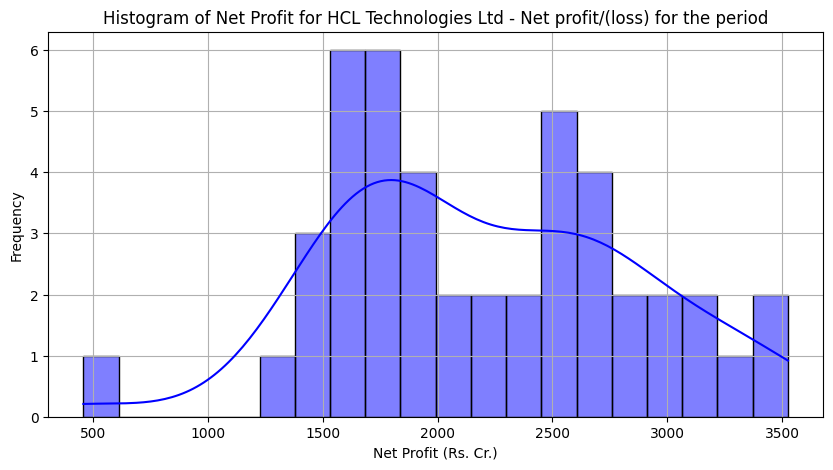 Histogram of Net Profit for HCL Technologies Ltd - Net profit/(loss) for the period
Frequency
6
5
4
3
2
1
0
500 1000 1500 2000 2500 3000 3500
Net Profit (Rs. Cr.)